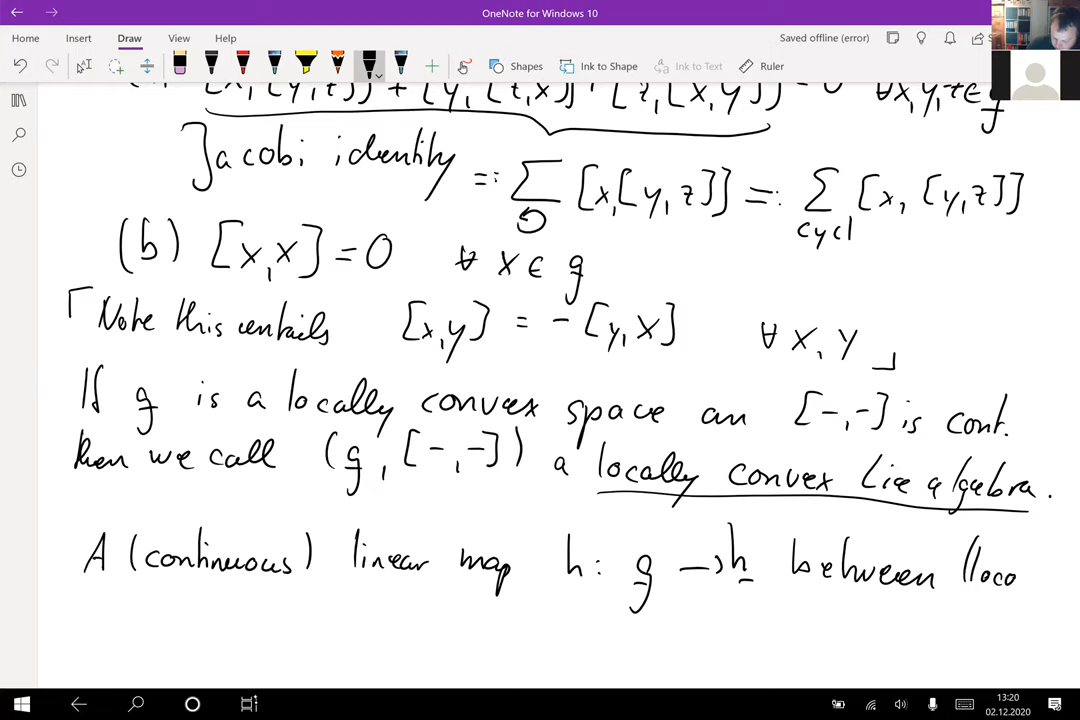 OneNote for Windows 10
Home Insert Draw View Help
Saved offline (error)
Ink to Shape Ink to Text Ruler Shapes
[x,[y,z]] + [y,[z,x]] + [z,[x,y]] = 0 ∀x,y,z∈g
Jacobi identity =: ∑↺ [x,[y,z]] =: ∑cycl [x,[y,z]]
(b) [x,x]=0 ∀ x∈ g
⌈Note this entails [x,y] = -[y,x] ∀ x,y⌋
If g is a locally convex space an [-,-] is cont.
then we call (g,[-,-]) a locally convex Lie algebra.
A (continuous) linear map h: g → h between (loco
13:20
02.12.2020